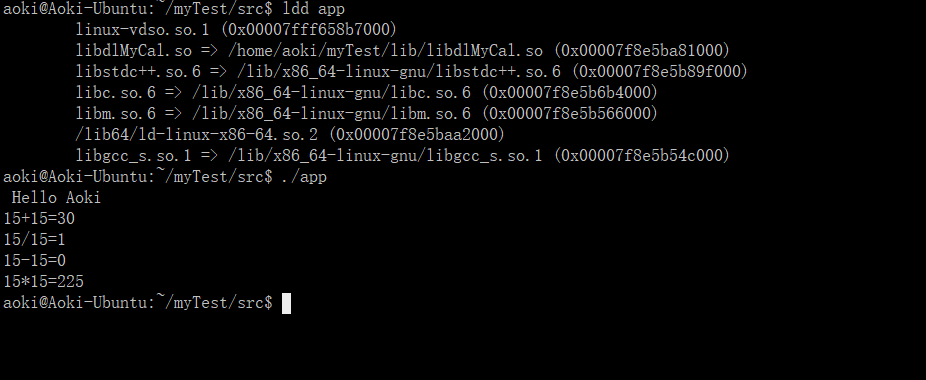 aoki@Aoki-Ubuntu:~/myTest/src$ ldd app
linux-vdso.so.1 (0x00007fff658b7000)
libdlMyCal.so => /home/aoki/myTest/lib/libdlMyCal.so (0x00007f8e5ba81000)
libstdc++.so.6 => /lib/x86_64-linux-gnu/libstdc++.so.6 (0x00007f8e5b89f000)
libc.so.6 => /lib/x86_64-linux-gnu/libc.so.6 (0x00007f8e5b6b4000)
libm.so.6 => /lib/x86_64-linux-gnu/libm.so.6 (0x00007f8e5b566000)
/lib64/ld-linux-x86-64.so.2 (0x00007f8e5baa2000)
libgcc_s.so.1 => /lib/x86_64-linux-gnu/libgcc_s.so.1 (0x00007f8e5b54c000)
aoki@Aoki-Ubuntu:~/myTest/src$ ./app
Hello Aoki
15+15=30
15/15=1
15-15=0
15*15=225
aoki@Aoki-Ubuntu:~/myTest/src$